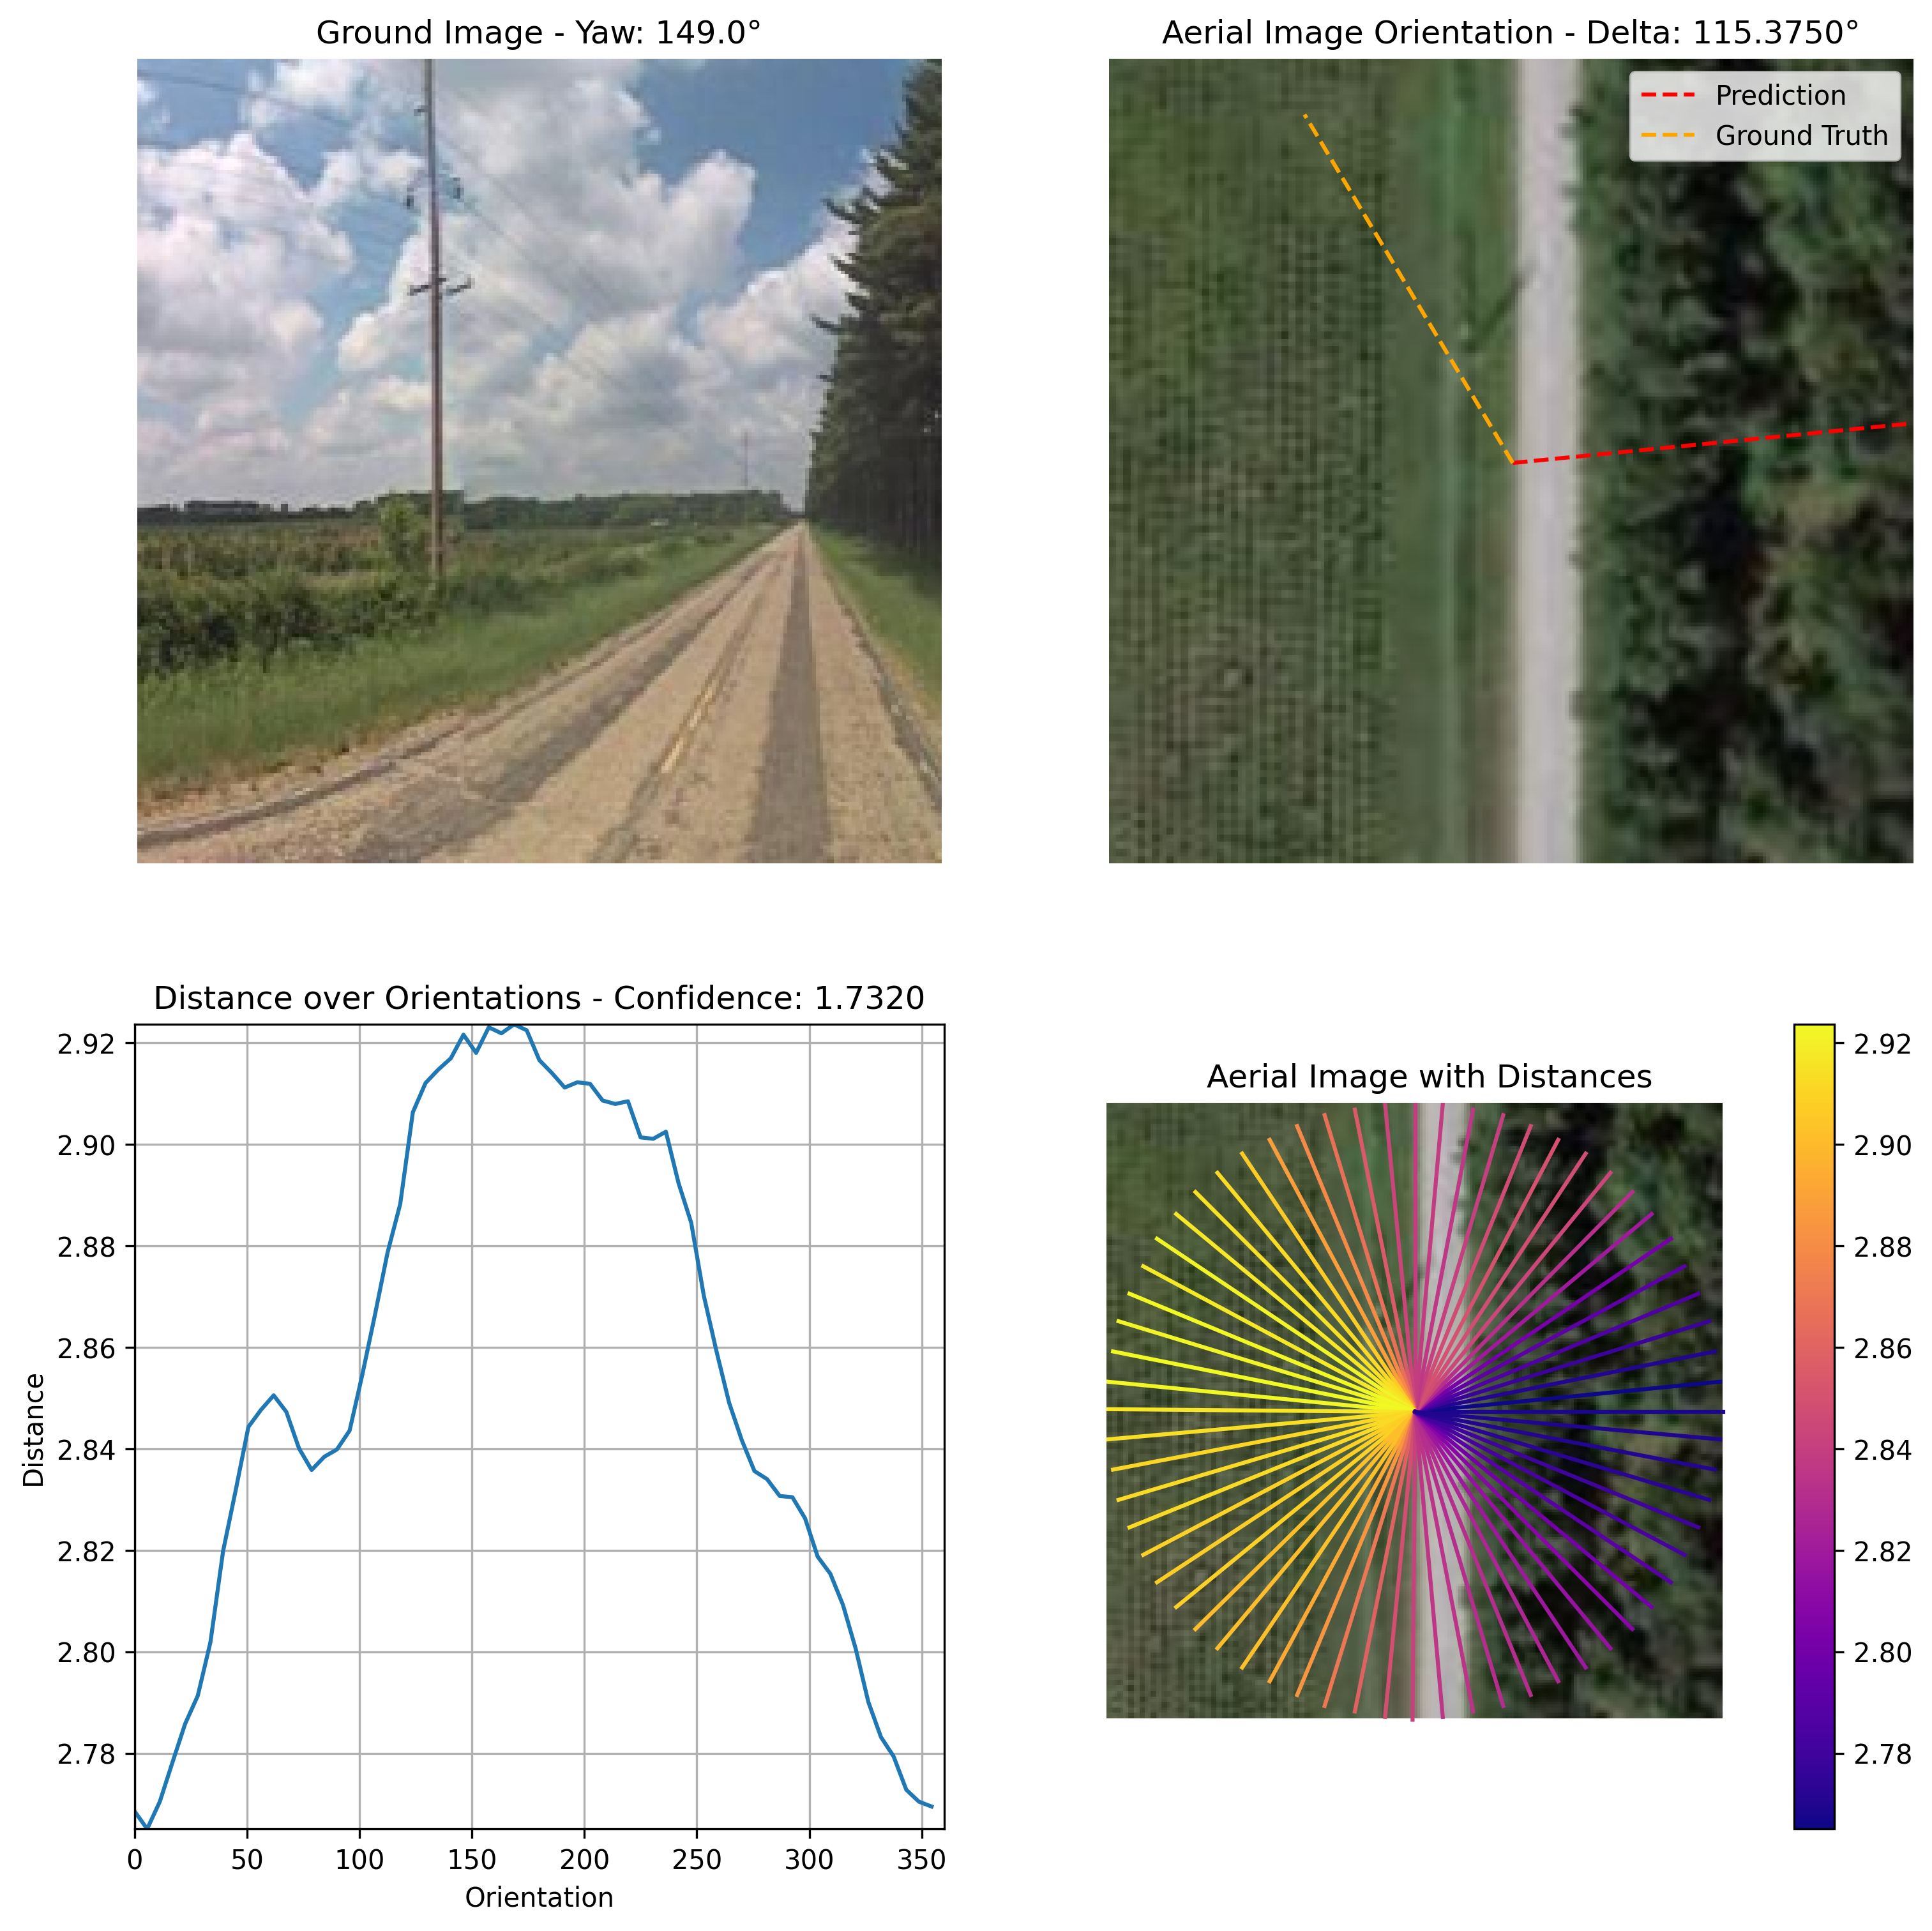 Ground Image - Yaw: 149.0°
Aerial Image Orientation - Delta: 115.3750°
Prediction
Ground Truth
Distance over Orientations - Confidence: 1.7320
2.92
2.90
2.88
2.86
2.84
2.82
2.80
2.78
Distance
0 50 100 150 200 250 300 350
Orientation
Aerial Image with Distances
2.92
2.90
2.88
2.86
2.84
2.82
2.80
2.78